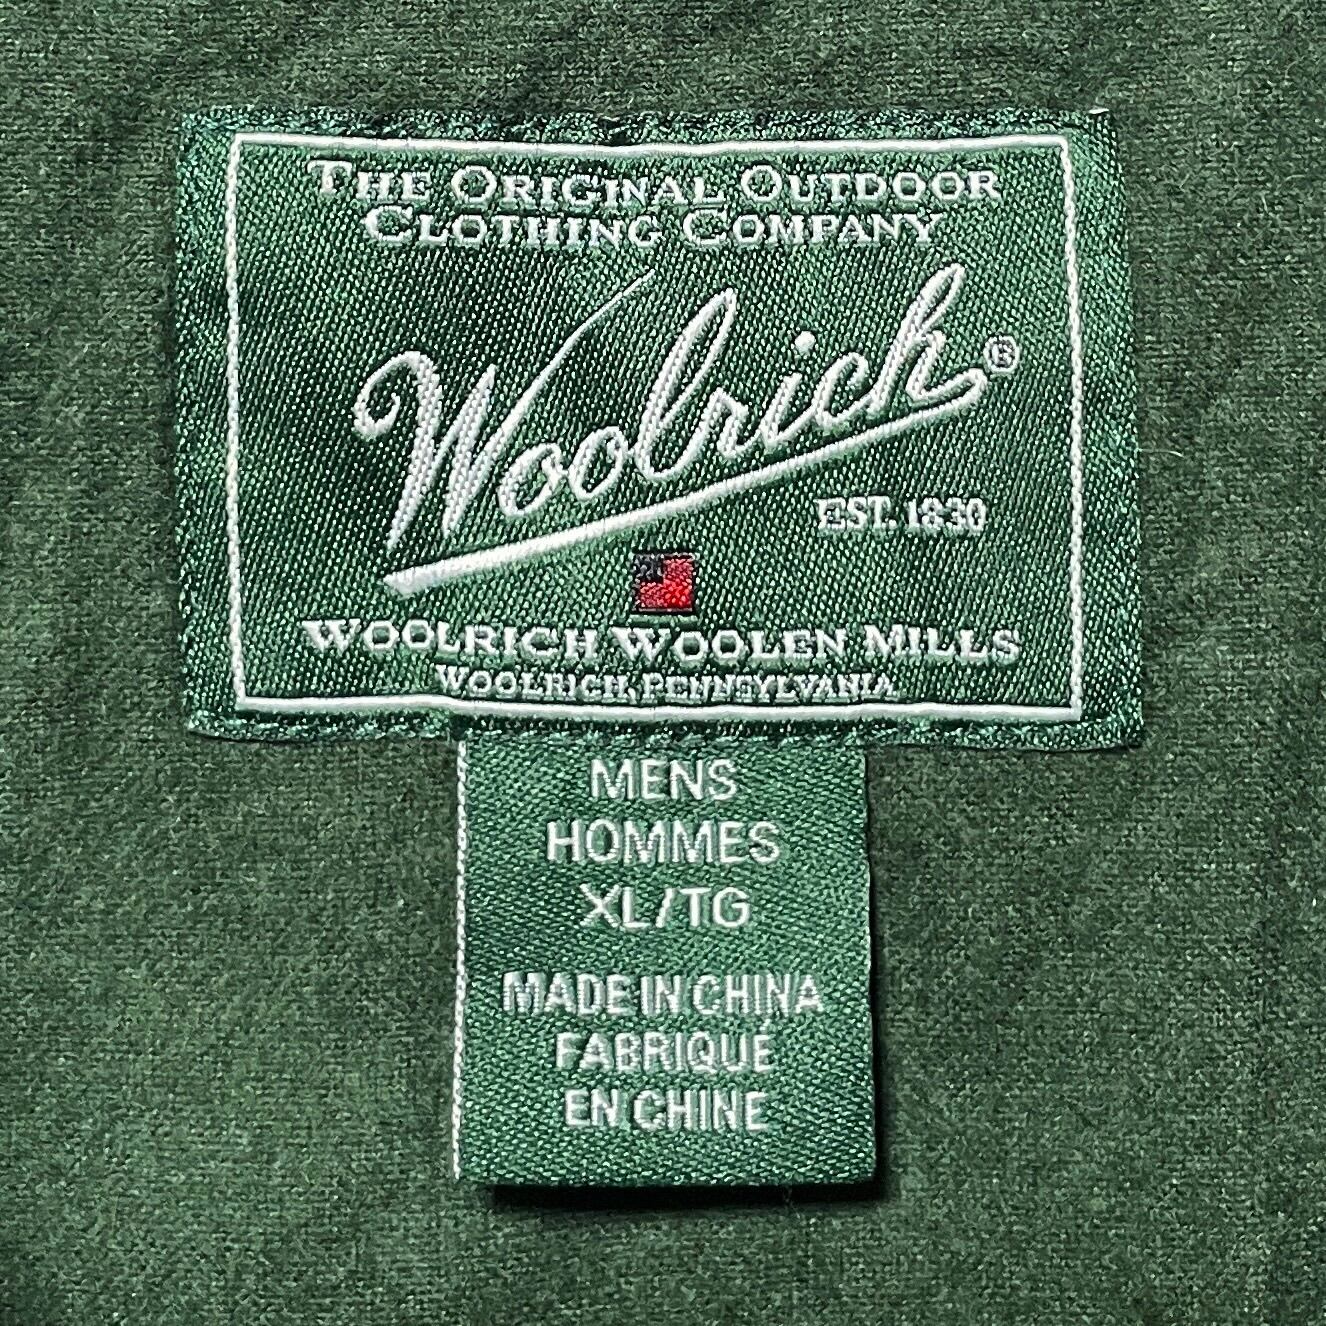 The Original Outdoor
Clothing Company
Woolrich®
EST. 1830
Woolrich Woolen Mills
Woolrich, Pennsylvania
MENS
HOMMES
XL/TG
MADE IN CHINA
FABRIQUÉ
EN CHINE